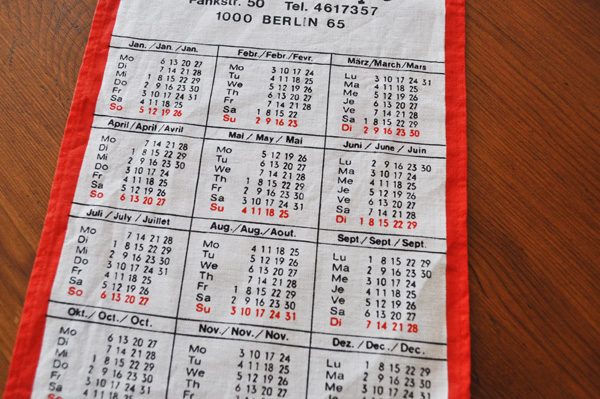 Pankstr. 50 Tel. 4617357
1000 BERLIN 65
Jan. / Jan. / Jan.
Mo 6 13 20 27
Di 7 14 21 28
Mi 1 8 15 22 29
Do 2 9 16 23 30
Fr 3 10 17 24 31
Sa 4 11 18 25
So 5 12 19 26
Febr. / Febr. / Fevr.
Mo 3 10 17 24
Tu 4 11 18 25
We 5 12 19 26
Th 6 13 20 27
Fr 7 14 21 28
Sa 1 8 15 22
Su 2 9 16 23
März / March / Mars
Lu 3 10 17 24 31
Ma 4 11 18 25
Me 5 12 19 26
Je 6 13 20 27
Ve 7 14 21 28
Sa 1 8 15 22 29
Di 2 9 16 23 30
April / April / Avril
Mo 7 14 21 28
Di 1 8 15 22 29
Mi 2 9 16 23 30
Do 3 10 17 24
Fr 4 11 18 25
Sa 5 12 19 26
So 6 13 20 27
Mai / May / Mai
Mo 5 12 19 26
Tu 6 13 20 27
We 7 14 21 28
Th 1 8 15 22 29
Fr 2 9 16 23 30
Sa 3 10 17 24 31
Su 4 11 18 25
Juni / June / Juin
Lu 2 9 16 23 30
Ma 3 10 17 24
Me 4 11 18 25
Je 5 12 19 26
Ve 6 13 20 27
Sa 7 14 21 28
Di 1 8 15 22 29
Juli / July / Juillet
Mo 7 14 21 28
Di 1 8 15 22 29
Mi 2 9 16 23 30
Do 3 10 17 24 31
Fr 4 11 18 25
Sa 5 12 19 26
So 6 13 20 27
Aug. / Aug. / Aout.
Mo 4 11 18 25
Tu 5 12 19 26
We 6 13 20 27
Th 7 14 21 28
Fr 1 8 15 22 29
Sa 2 9 16 23 30
Su 3 10 17 24 31
Sept. / Sept. / Sept.
Lu 1 8 15 22 29
Ma 2 9 16 23 30
Me 3 10 17 24
Je 4 11 18 25
Ve 5 12 19 26
Sa 6 13 20 27
Di 7 14 21 28
Okt. / Oct. / Oct.
Mo 6 13 20 27
Di 7 14 21 28
Mi 1 8 15 22 29
Do 2 9 16 23 30
Fr 3 10 17 24 31
Nov. / Nov. / Nov.
Mo 3 10 17 24
Tu 4 11 18 25
We 5 12 19 26
Th 6 13 20 27
Dez. / Dec. / Dec.
Lu 1 8 15 22 29
Ma 2 9 16 23 30
Me 3 10 17 24 31